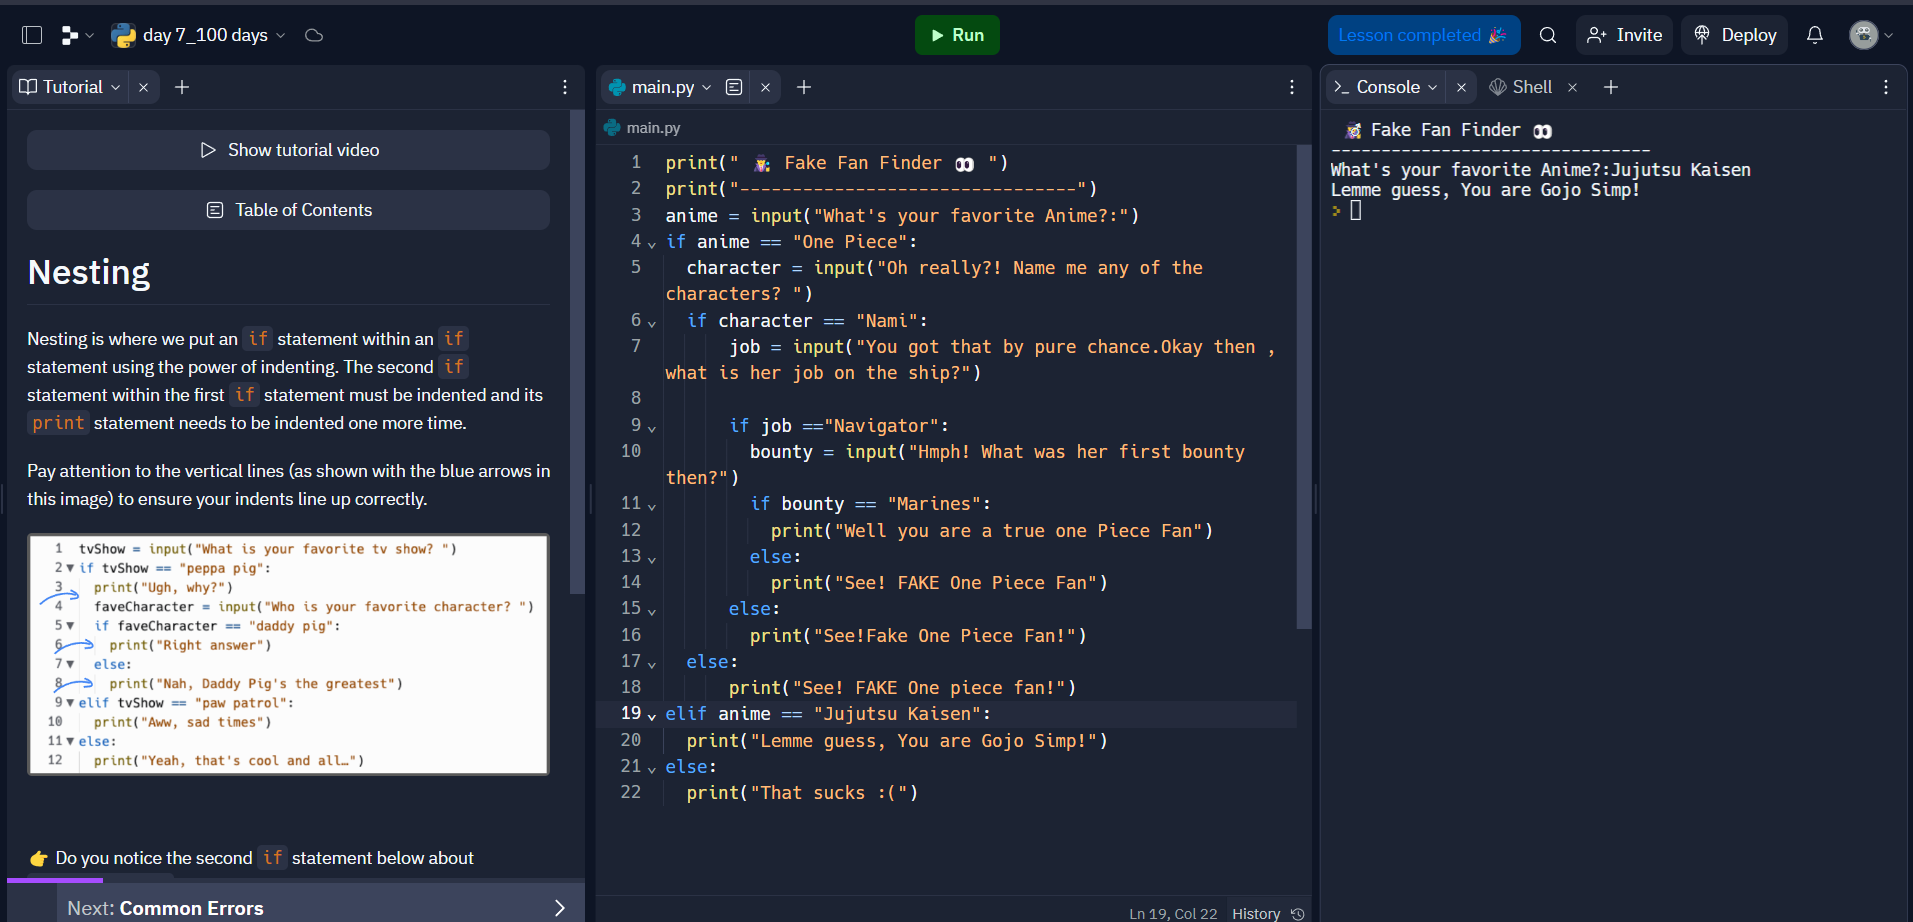 day 7_100 days
Run
Lesson completed 🎉
Invite
Deploy
Tutorial
Show tutorial video
Table of Contents
Nesting
Nesting is where we put an if statement within an if
statement using the power of indenting. The second if
statement within the first if statement must be indented and its
print statement needs to be indented one more time.
Pay attention to the vertical lines (as shown with the blue arrows in
this image) to ensure your indents line up correctly.
1 tvShow = input("What is your favorite tv show? ")
2 if tvShow == "peppa pig":
3 print("Ugh, why?")
4 faveCharacter = input("Who is your favorite character? ")
5 if faveCharacter == "daddy pig":
6 print("Right answer")
7 else:
8 print("Nah, Daddy Pig's the greatest")
9 elif tvShow == "paw patrol":
10 print("Aww, sad times")
11 else:
12 print("Yeah, that's cool and all…")
👉 Do you notice the second if statement below about
Next: Common Errors
main.py
main.py
1 print(" 🕵️‍♀️ Fake Fan Finder 👀 ")
2 print("--------------------------------")
3 anime = input("What's your favorite Anime?:")
4 if anime == "One Piece":
5 character = input("Oh really?! Name me any of the
characters? ")
6 if character == "Nami":
7 job = input("You got that by pure chance.Okay then ,
what is her job on the ship?")
8
9 if job =="Navigator":
10 bounty = input("Hmph! What was her first bounty
then?")
11 if bounty == "Marines":
12 print("Well you are a true one Piece Fan")
13 else:
14 print("See! FAKE One Piece Fan")
15 else:
16 print("See!Fake One Piece Fan!")
17 else:
18 print("See! FAKE One piece fan!")
19 elif anime == "Jujutsu Kaisen":
20 print("Lemme guess, You are Gojo Simp!")
21 else:
22 print("That sucks :(")
Ln 19, Col 22 History
Console
Shell
🕵️‍♀️ Fake Fan Finder 👀
--------------------------------
What's your favorite Anime?:Jujutsu Kaisen
Lemme guess, You are Gojo Simp!
>